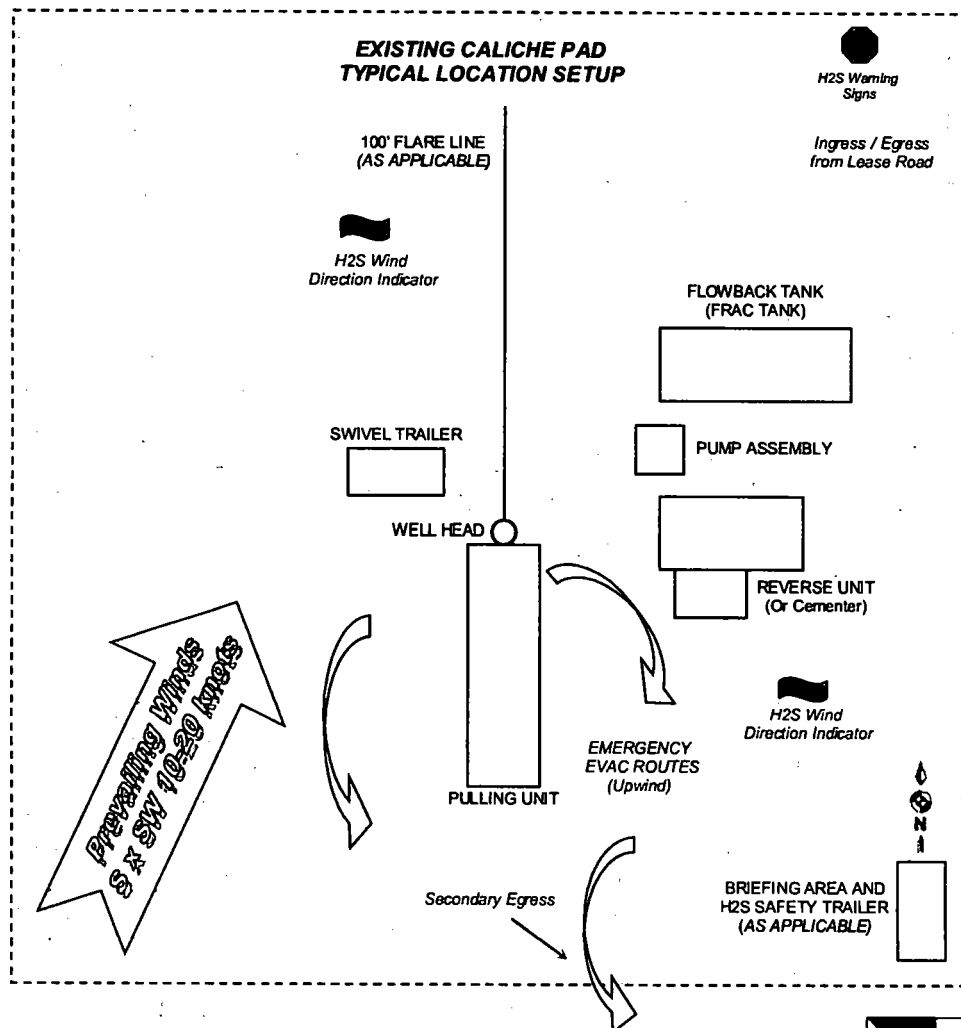 EXISTING CALICHE PAD
TYPICAL LOCATION SETUP
H2S Warning
Signs
100' FLARE LINE
(AS APPLICABLE)
Ingress / Egress
from Lease Road
H2S Wind
Direction Indicator
FLOWBACK TANK
(FRAC TANK)
SWIVEL TRAILER
PUMP ASSEMBLY
WELL HEAD
REVERSE UNIT
(Or Cementer)
Prevailing Winds
S x SW 10-20 knots
H2S Wind
Direction Indicator
EMERGENCY
EVAC ROUTES
(Upwind)
PULLING UNIT
N
BRIEFING AREA AND
H2S SAFETY TRAILER
(AS APPLICABLE)
Secondary Egress